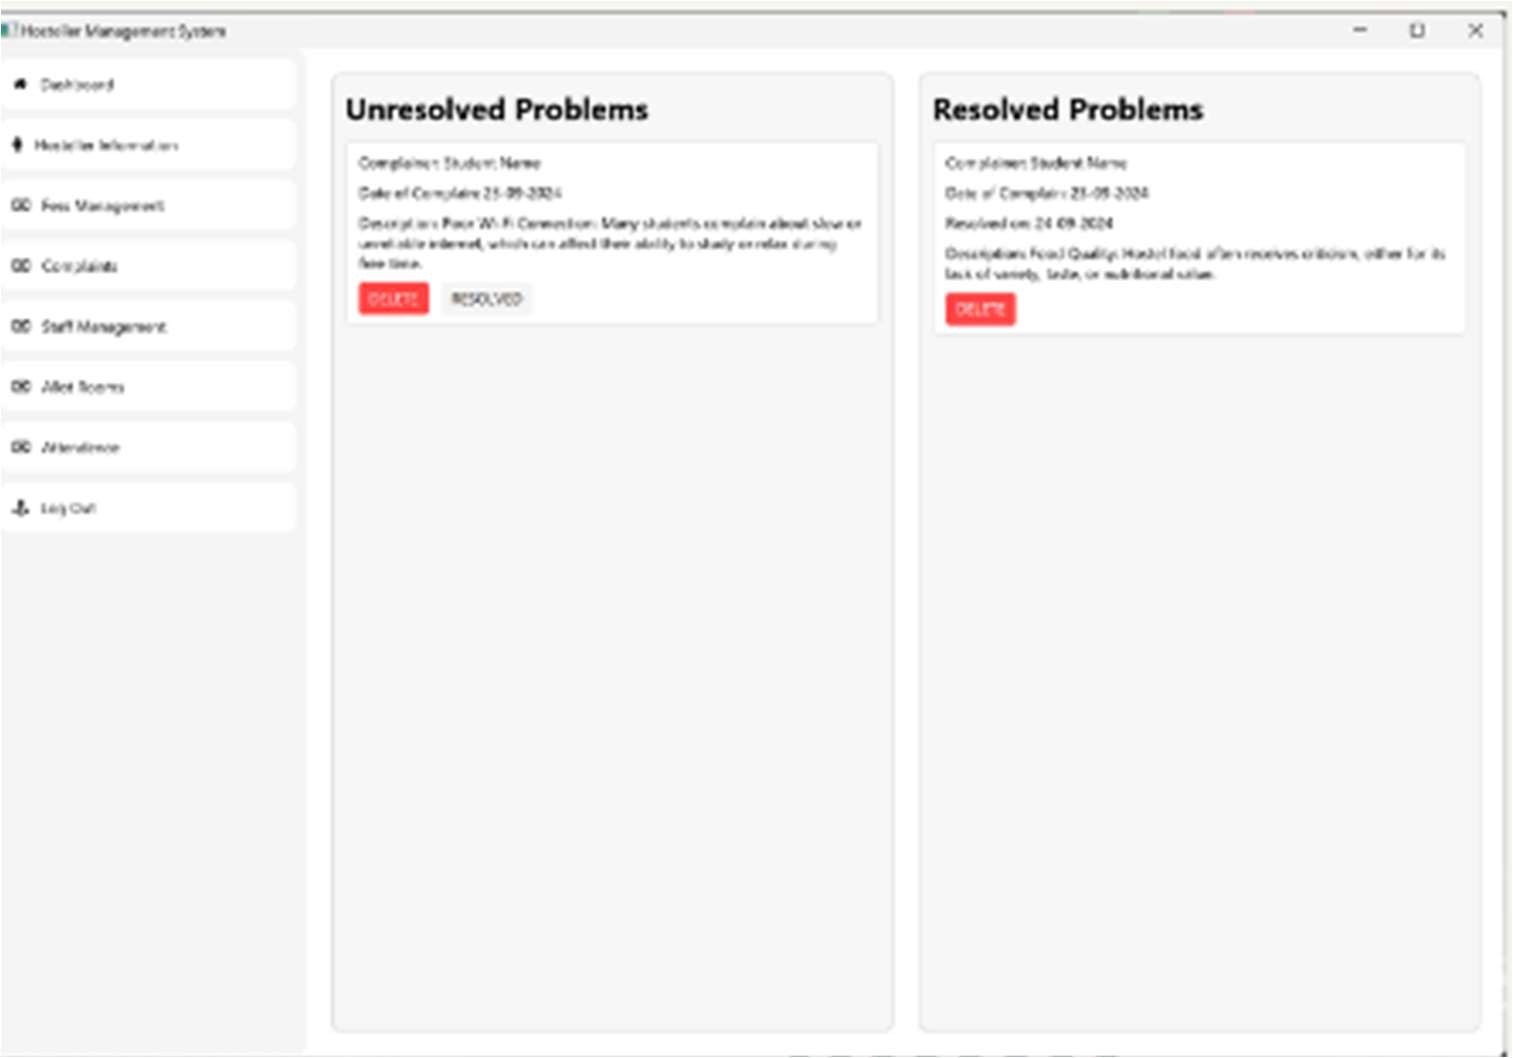 Hosteller Management System
Dashboard
Hosteller Information
Fess Management
Complaints
Staff Management
Allot Rooms
Attendence
Log Out
Unresolved Problems
Complainer: Student Name
Date of Complain: 23-09-2024
Description: Poor Wi-Fi Connection: Many students complain about slow or
unreliable internet, which can affect their ability to study or relax during
free time.
DELETE
RESOLVED
Resolved Problems
Complainer: Student Name
Date of Complain: 23-09-2024
Resolved on: 24-09-2024
Description: Food Quality: Hostel food often receives criticism, either for its
lack of variety, taste, or nutritional value.
DELETE